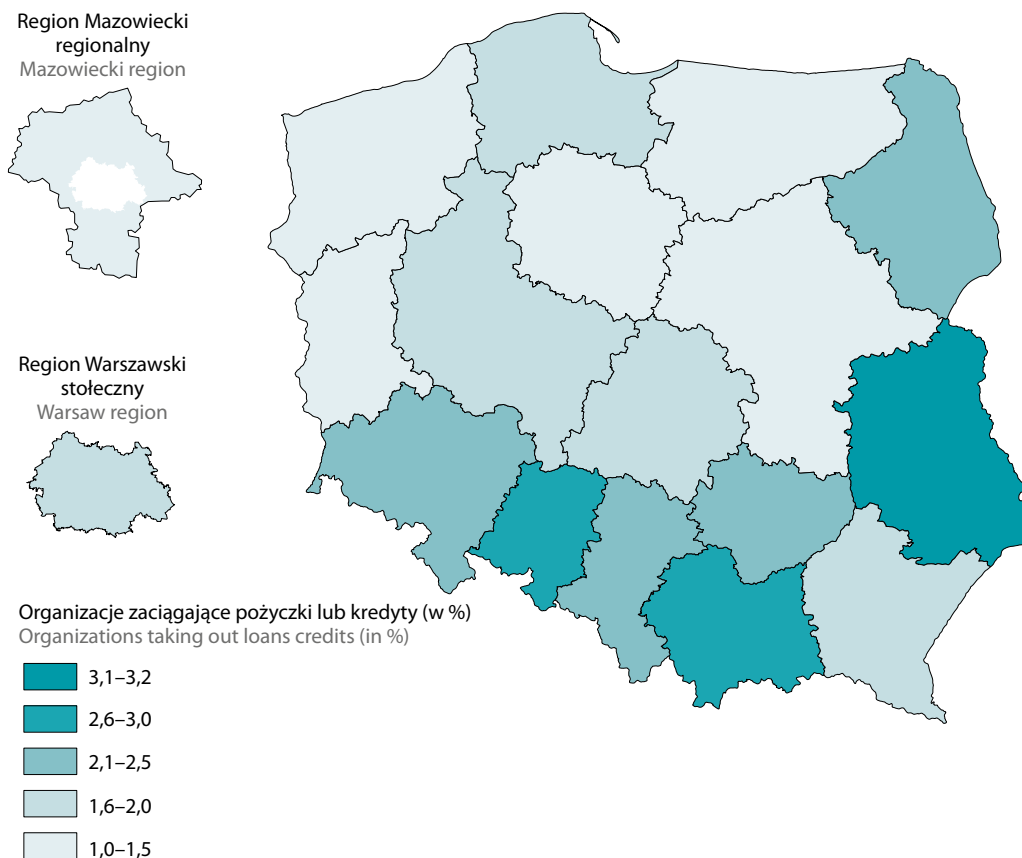 Region Mazowiecki
regionalny
Mazowiecki region
Region Warszawski
stołeczny
Warsaw region
Organizacje zaciągające pożyczki lub kredyty (w %)
Organizations taking out loans credits (in %)
3,1–3,2
2,6–3,0
2,1–2,5
1,6–2,0
1,0–1,5